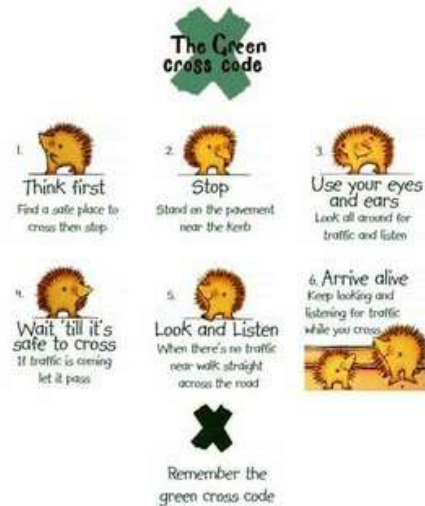 The Green
cross code
1.
Think first
Find a safe place to
cross then stop
2.
Stop
Stand on the pavement
near the kerb
3.
Use your eyes
and ears
Look all around for
traffic and listen
4.
Wait 'till it's
safe to cross
If traffic is coming
let it pass
5.
Look and Listen
When there's no traffic
near walk straight
across the road
6. Arrive alive
Keep looking and
listening for traffic
while you cross
Remember the
green cross code